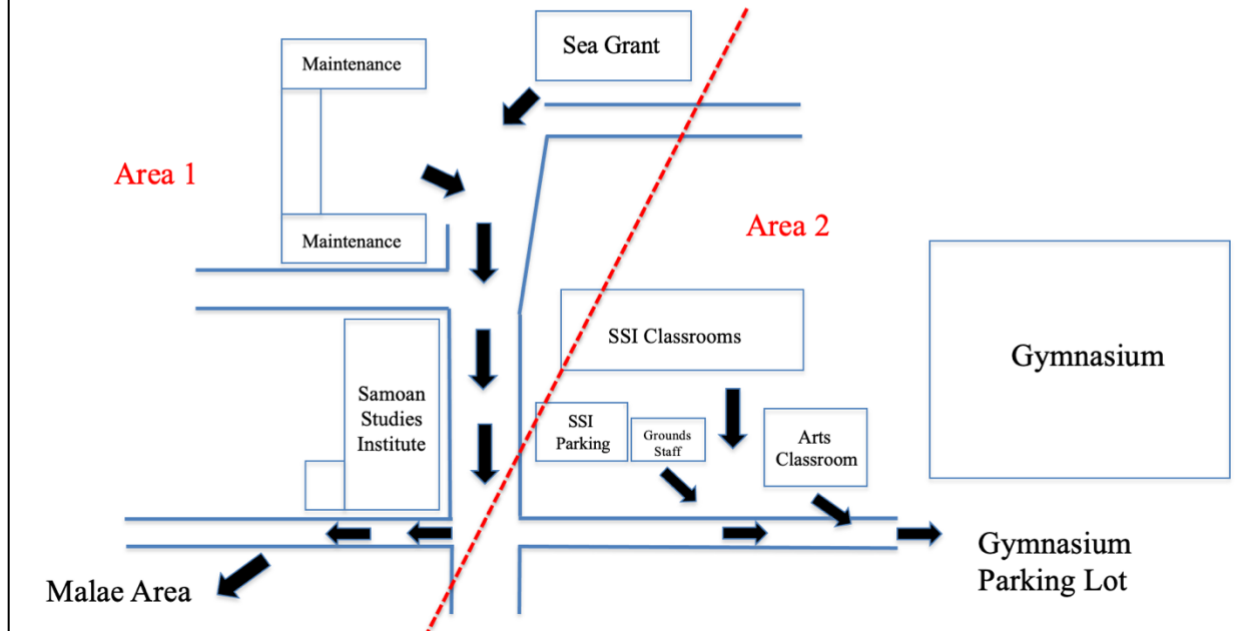 Sea Grant
Maintenance
Area 1
Area 2
Maintenance
SSI Classrooms
Gymnasium
Samoan
Studies
Institute
SSI
Parking
Grounds
Staff
Arts
Classroom
Gymnasium
Parking Lot
Malae Area